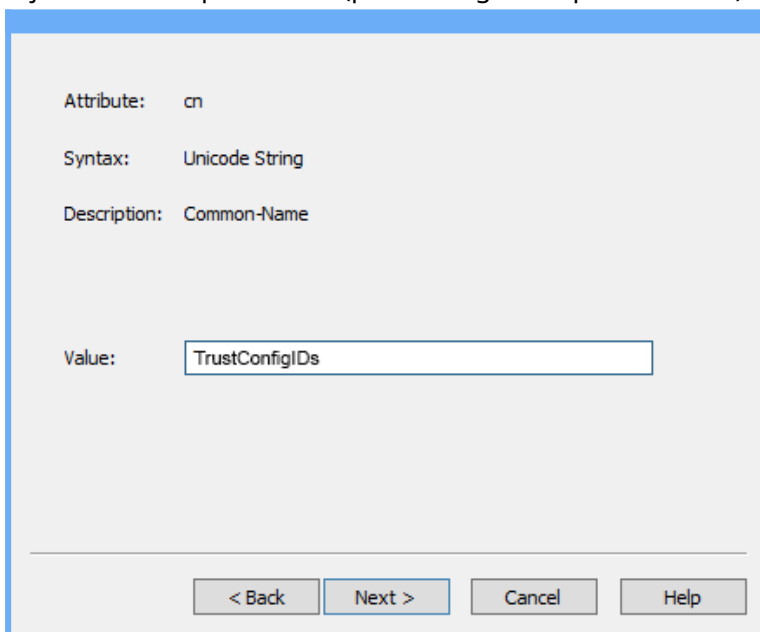 Attribute: cn
Syntax: Unicode String
Description: Common-Name
Value: TrustConfigIDs
< Back Next > Cancel Help